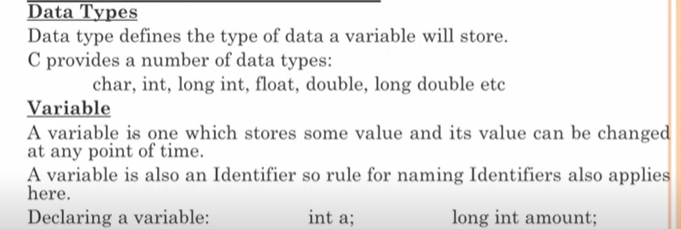 Data Types
Data type defines the type of data a variable will store.
C provides a number of data types:
char, int, long int, float, double, long double etc
Variable
A variable is one which stores some value and its value can be changed
at any point of time.
A variable is also an Identifier so rule for naming Identifiers also applies
here.
Declaring a variable: int a; long int amount;